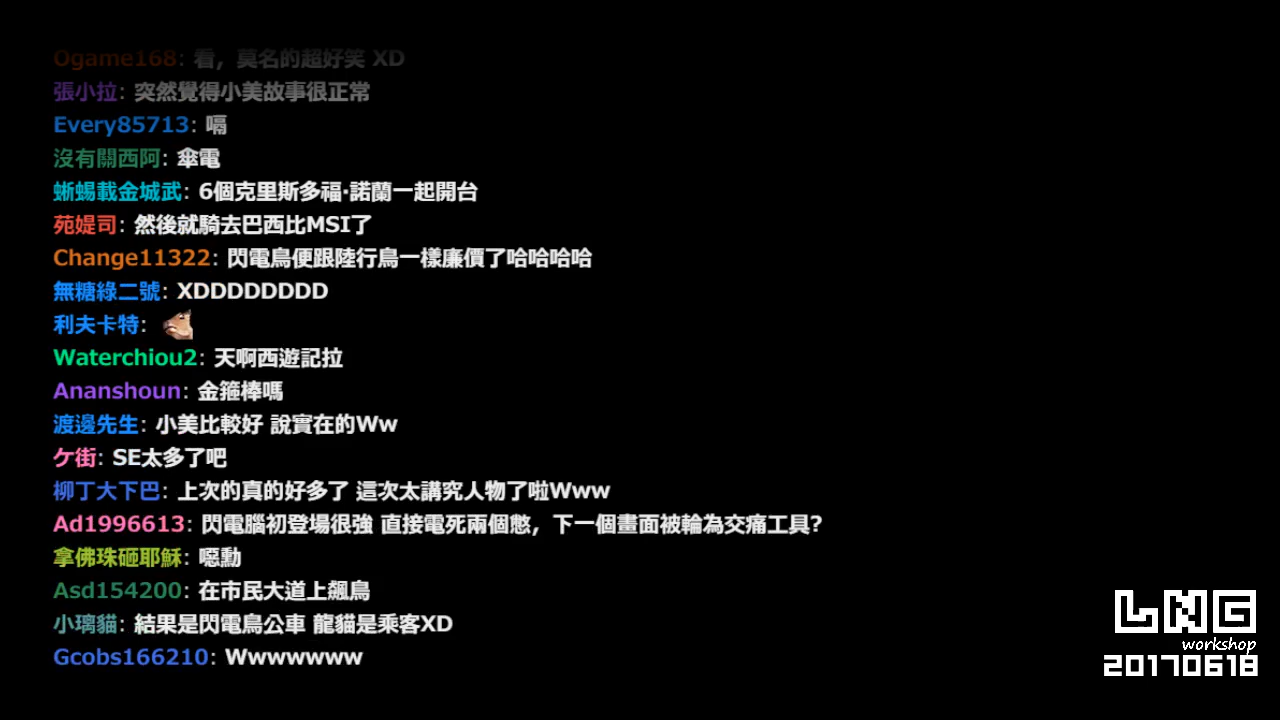 Ogame168: 看，莫名的超好笑 XD
張小拉: 突然覺得小美故事很正常
Every85713: 嗝
沒有關西阿: 傘電
蜥蜴載金城武: 6個克里斯多福·諾蘭一起開台
苑媞司: 然後就騎去巴西比MSI了
Change11322: 閃電鳥便跟陸行鳥一樣廉價了哈哈哈哈
無糖綠二號: XDDDDDDDD
利夫卡特:
Waterchiou2: 天啊西遊記拉
Ananshoun: 金箍棒嗎
渡邊先生: 小美比較好 說實在的Ww
ケ街: SE太多了吧
柳丁大下巴: 上次的真的好多了 這次太講究人物了啦Www
Ad1996613: 閃電腦初登場很強 直接電死兩個憋，下一個畫面被輪為交痛工具?
拿佛珠砸耶穌: 噁勳
Asd154200: 在市民大道上飆鳥
小璃貓: 結果是閃電鳥公車 龍貓是乘客XD
Gcobs166210: Wwwwwww
LNG
workshop
20170618